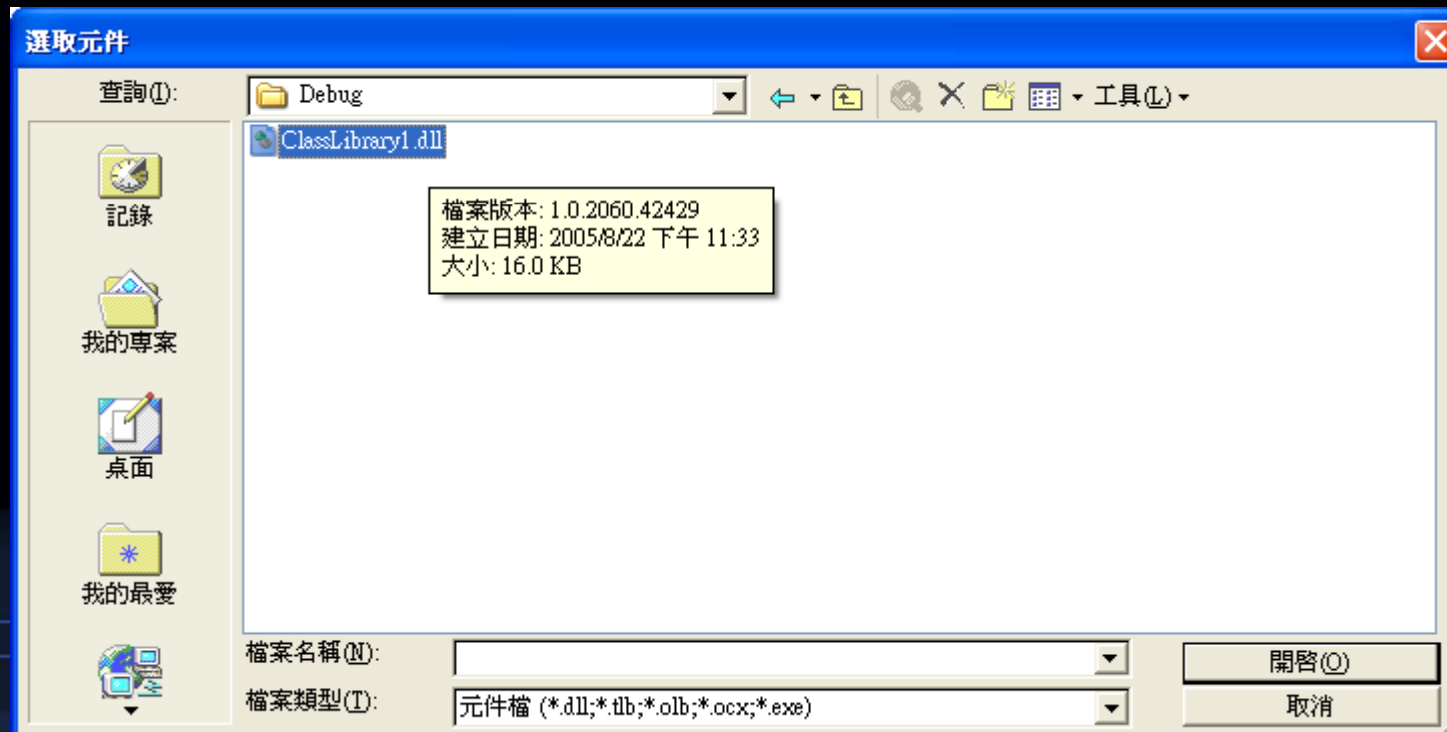 選取元件
查詢(I):
Debug
工具(L)
ClassLibrary1.dll
檔案版本: 1.0.2060.42429
建立日期: 2005/8/22 下午 11:33
大小: 16.0 KB
記錄
我的專案
桌面
我的最愛
檔案名稱(N):
開啓(O)
檔案類型(T):
元件檔 (*.dll;*.tlb;*.olb;*.ocx;*.exe)
取消